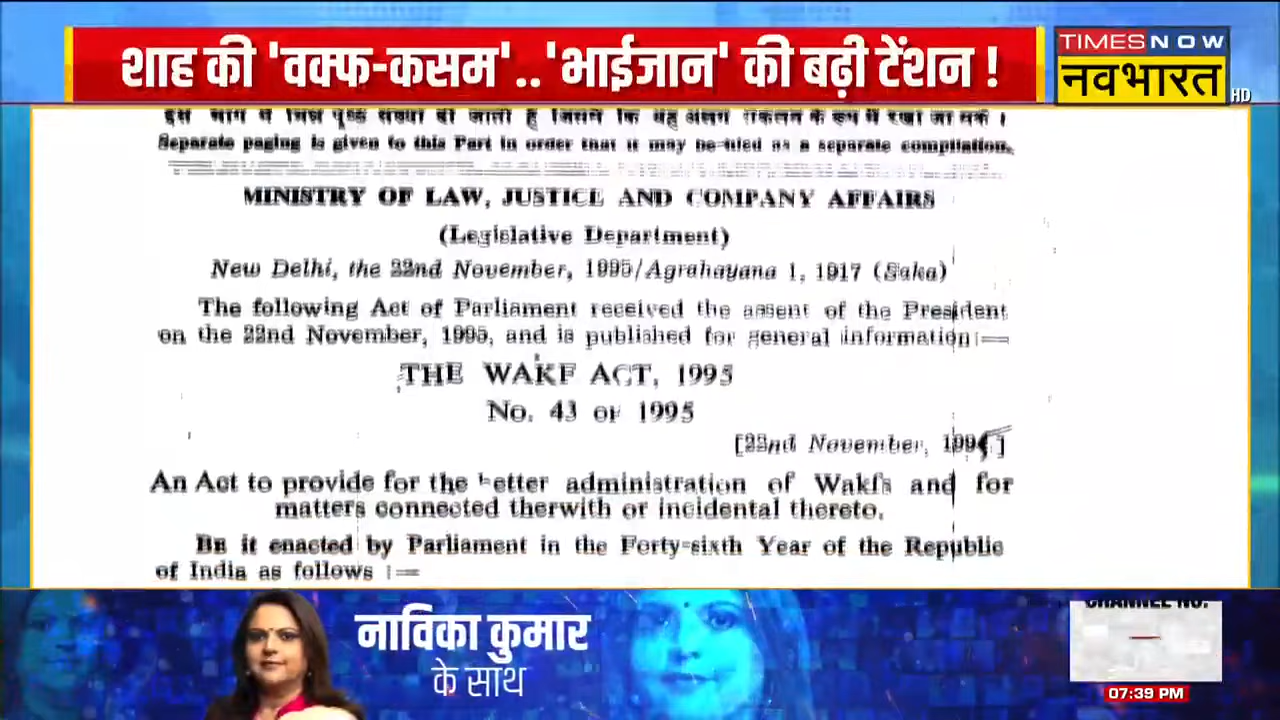 शाह की 'वक्फ-कसम'..'भाईजान' की बढ़ी टेंशन !
TIMES NOW
नवभारत
HD
Separate paging is given to this Part in order that it may be filed as a separate compilation.
MINISTRY OF LAW, JUSTICE AND COMPANY AFFAIRS
(Legislative Department)
New Delhi, the 22nd November, 1995/Agrahayana 1, 1917 (Saka)
The following Act of Parliament received the assent of the President
on the 22nd November, 1995, and is published for general information:—
THE WAKF ACT, 1995
No. 43 OF 1995
[22nd November, 1995]
An Act to provide for the better administration of Wakfs and for
matters connected therwith or incidental thereto.
BE it enacted by Parliament in the Forty-sixth Year of the Republic
of India as follows :—
नाविका कुमार
के साथ
CHANNEL NO.
07:39 PM